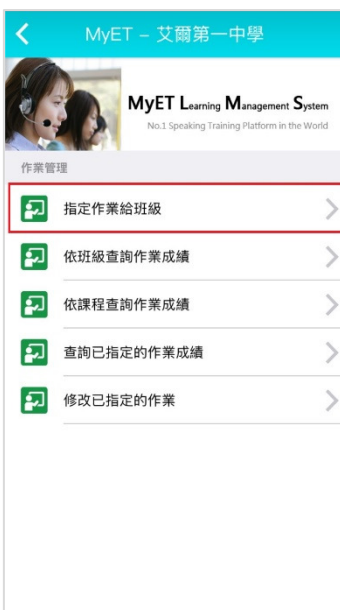 MyET – 艾爾第一中學
MyET Learning Management System
No.1 Speaking Training Platform in the World
作業管理
指定作業給班級
依班級查詢作業成績
依課程查詢作業成績
查詢已指定的作業成績
修改已指定的作業